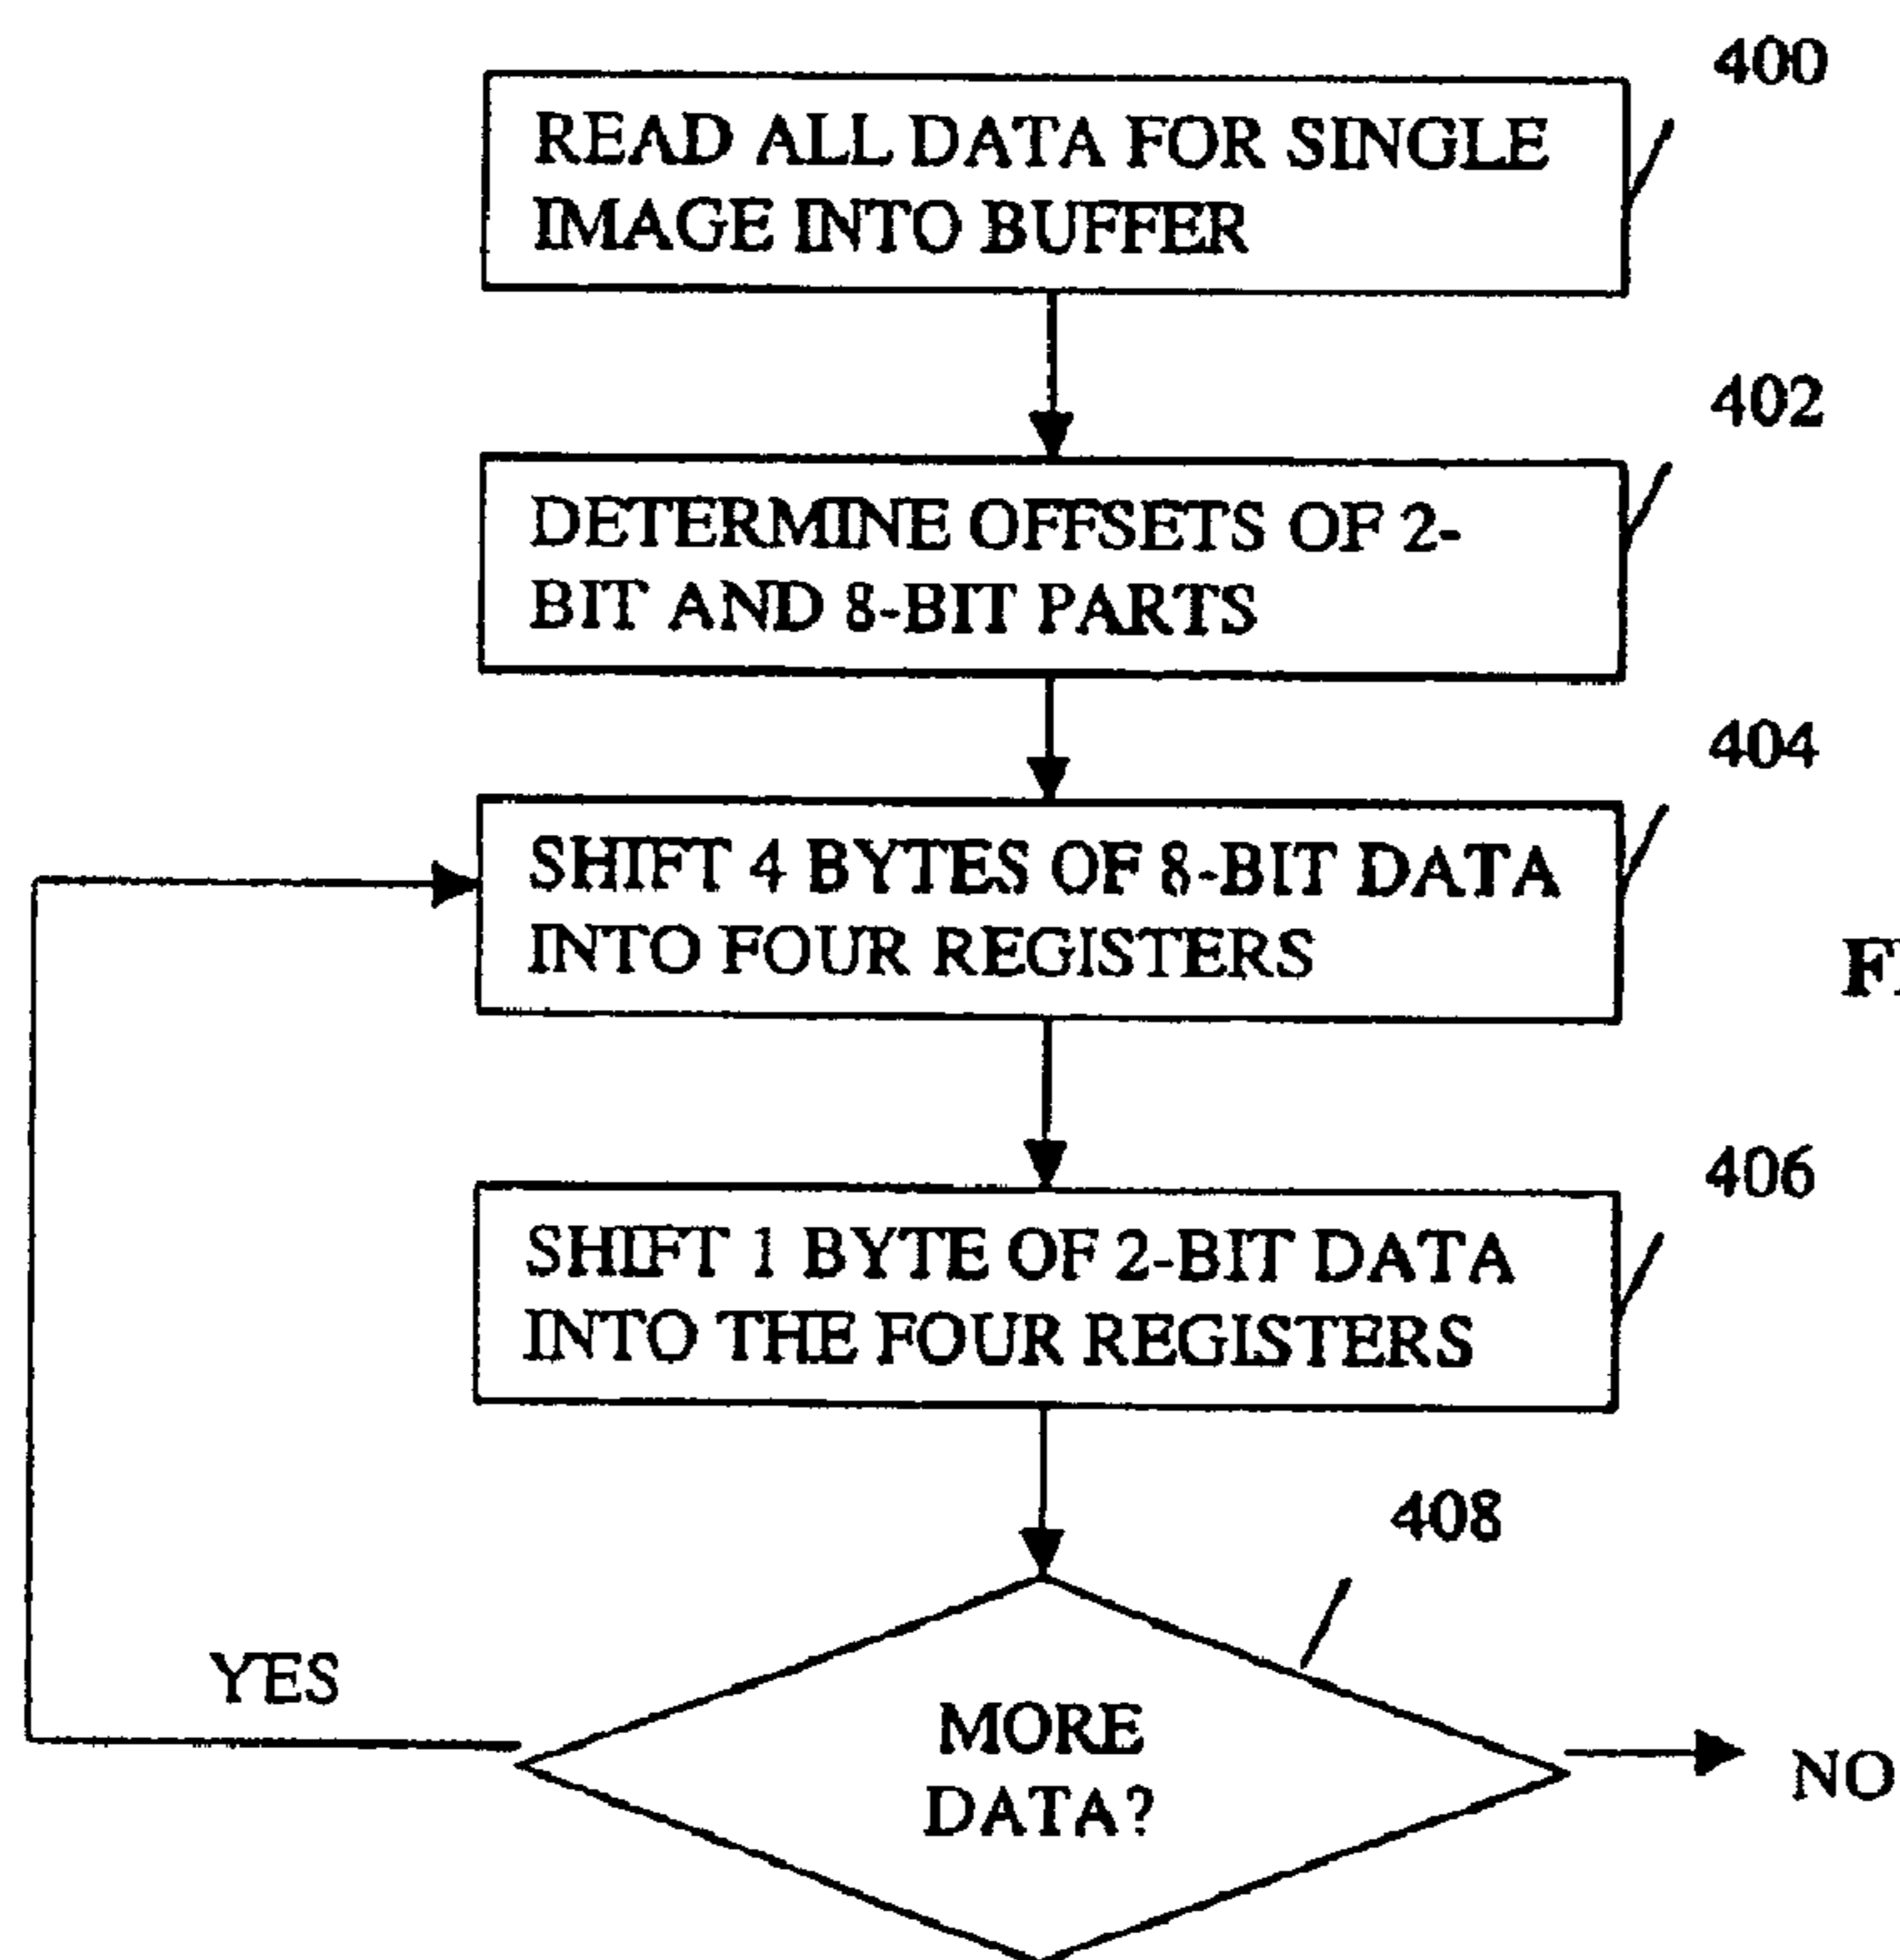 400
READ ALL DATA FOR SINGLE
IMAGE INTO BUFFER
402
DETERMINE OFFSETS OF 2-
BIT AND 8-BIT PARTS
404
SHIFT 4 BYTES OF 8-BIT DATA
INTO FOUR REGISTERS
406
SHIFT 1 BYTE OF 2-BIT DATA
INTO THE FOUR REGISTERS
408
YES
MORE
DATA?
NO